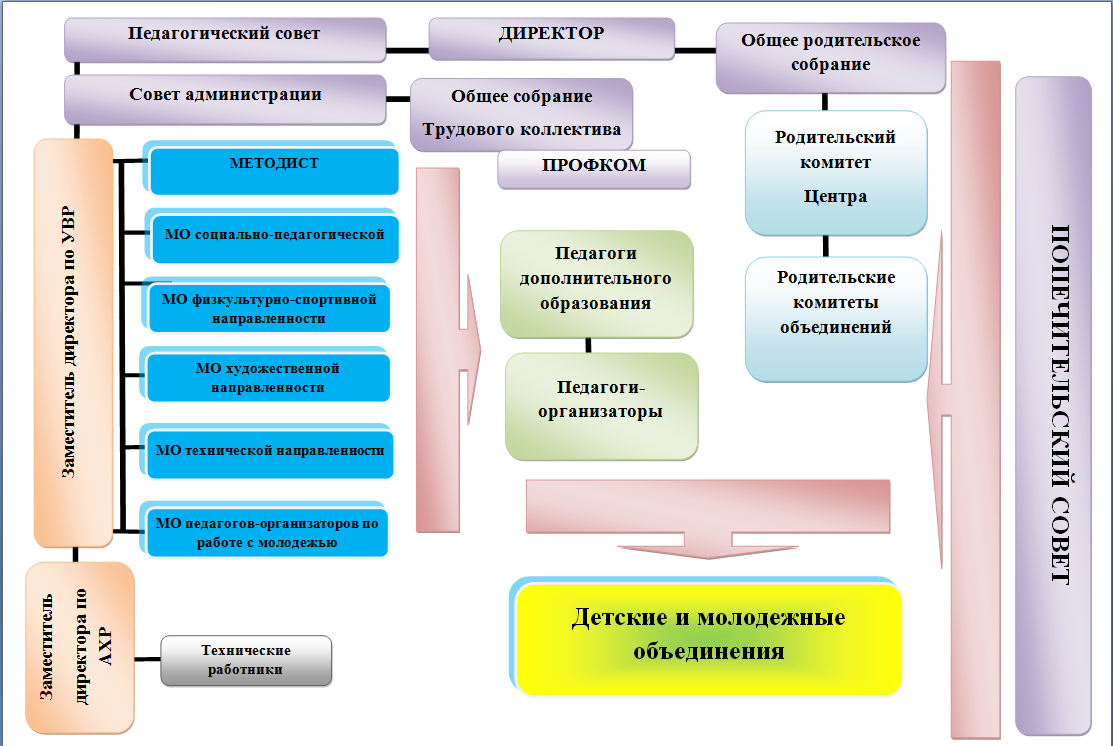 Педагогический совет
ДИРЕКТОР
Общее родительское
собрание
Совет администрации
Общее собрание
Трудового коллектива
ПРОФКОМ
Родительский
комитет
Центра
Родительские
комитеты
объединений
ПОПЕЧИТЕЛЬСКИЙ СОВЕТ
Заместитель директора по УВР
МЕТОДИСТ
МО социально-педагогической
МО физкультурно-спортивной
направленности
МО художественной
направленности
МО технической направленности
МО педагогов-организаторов по
работе с молодежью
Педагоги
дополнительного
образования
Педагоги-
организаторы
Заместитель
директора по
АХР
Технические
работники
Детские и молодежные
объединения